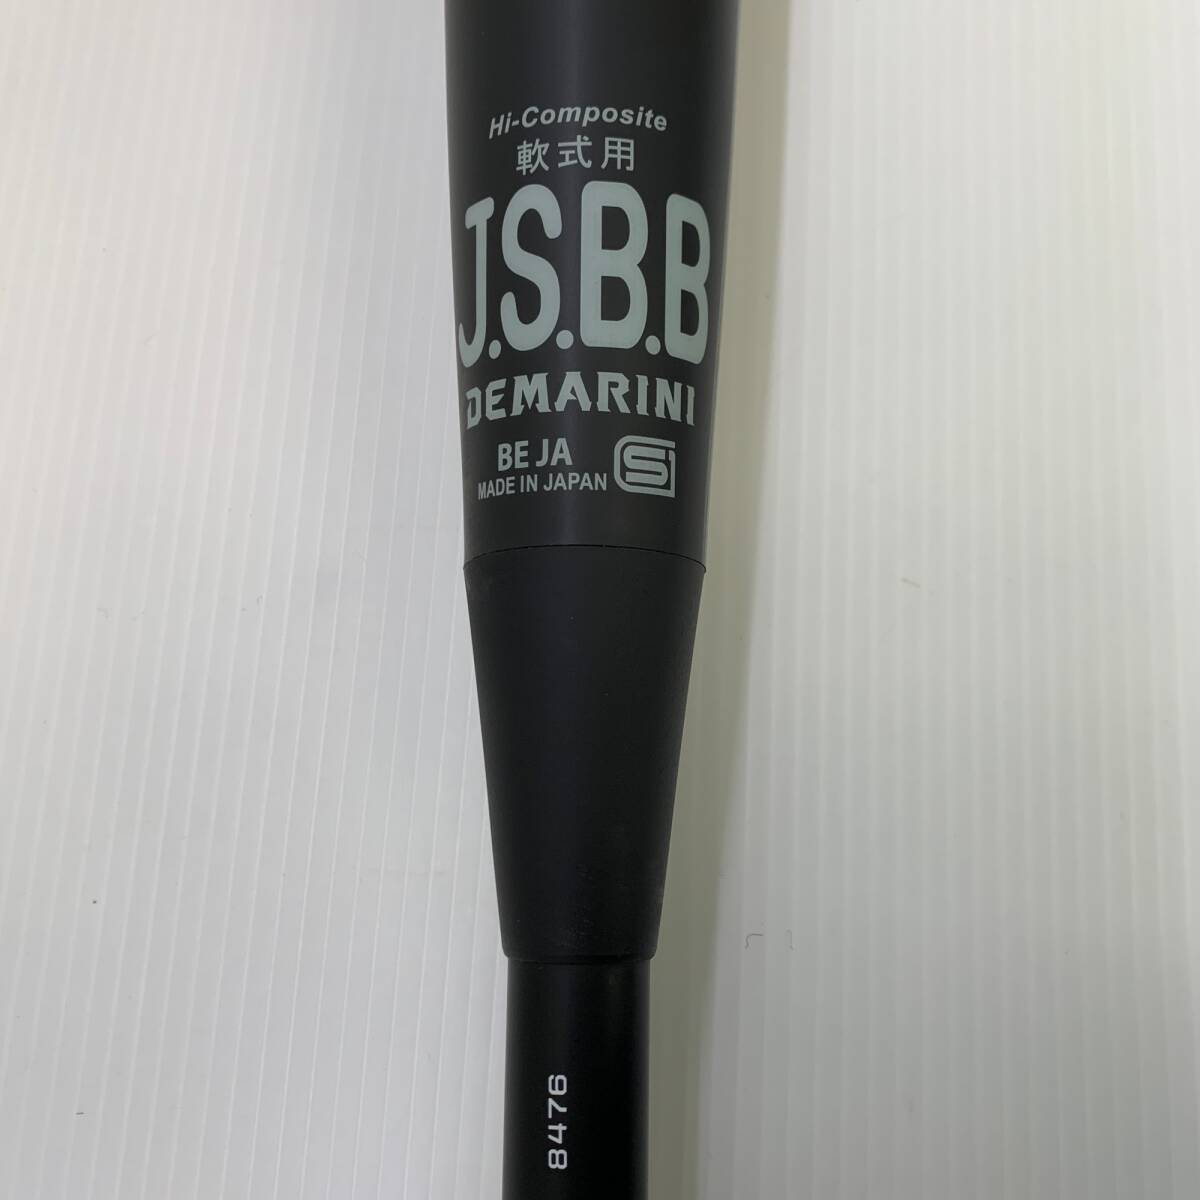 Hi-Composite
軟式用
J.S.B.B
DEMARINI
BE JA
MADE IN JAPAN
8476